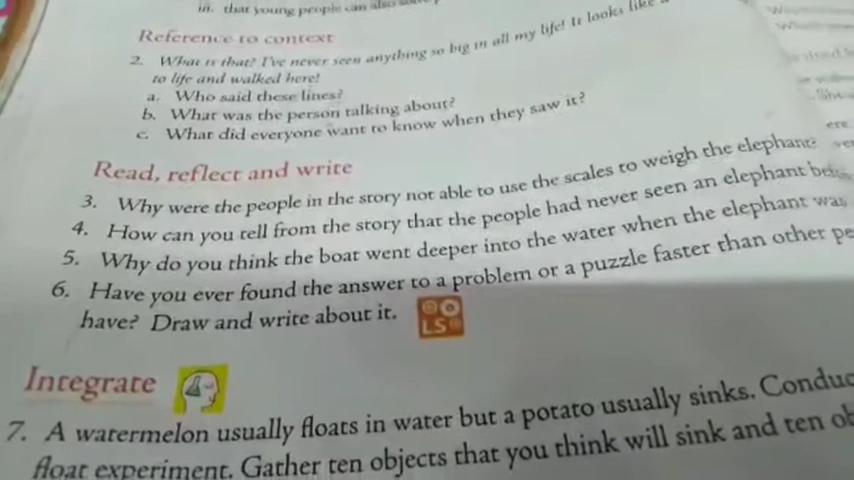 iii. that young people can also
Reference to context
2. What is that? I've never seen anything so big in all my life! It looks like
to life and walked here!
a. Who said these lines?
b. What was the person talking about?
c. What did everyone want to know when they saw it?
Read, reflect and write
3. Why were the people in the story not able to use the scales to weigh the elephant?
4. How can you tell from the story that the people had never seen an elephant
5. Why do you think the boat went deeper into the water when the elephant was
6. Have you ever found the answer to a problem or a puzzle faster than other
have? Draw and write about it.
LS
Integrate
7. A watermelon usually floats in water but a potato usually sinks.
float experiment. Gather ten objects that you think will sink and ten